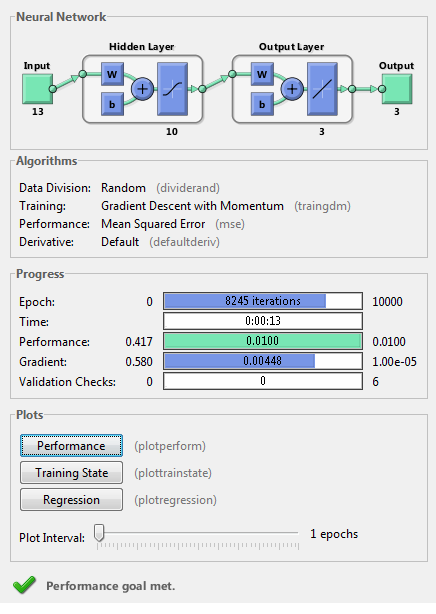 Neural Network
Hidden Layer
Output Layer
Input
W
b
+
W
b
+
Output
13
10
3
3
Algorithms
Data Division: Random (dividerand)
Training: Gradient Descent with Momentum (traingdm)
Performance: Mean Squared Error (mse)
Derivative: Default (defaultderiv)
Progress
Epoch: 0 8245 iterations 10000
Time: 0:00:13
Performance: 0.417 0.0100 0.0100
Gradient: 0.580 0.00448 1.00e-05
Validation Checks: 0 0 6
Plots
Performance (plotperform)
Training State (plottrainstate)
Regression (plotregression)
Plot Interval: 1 epochs
Performance goal met.